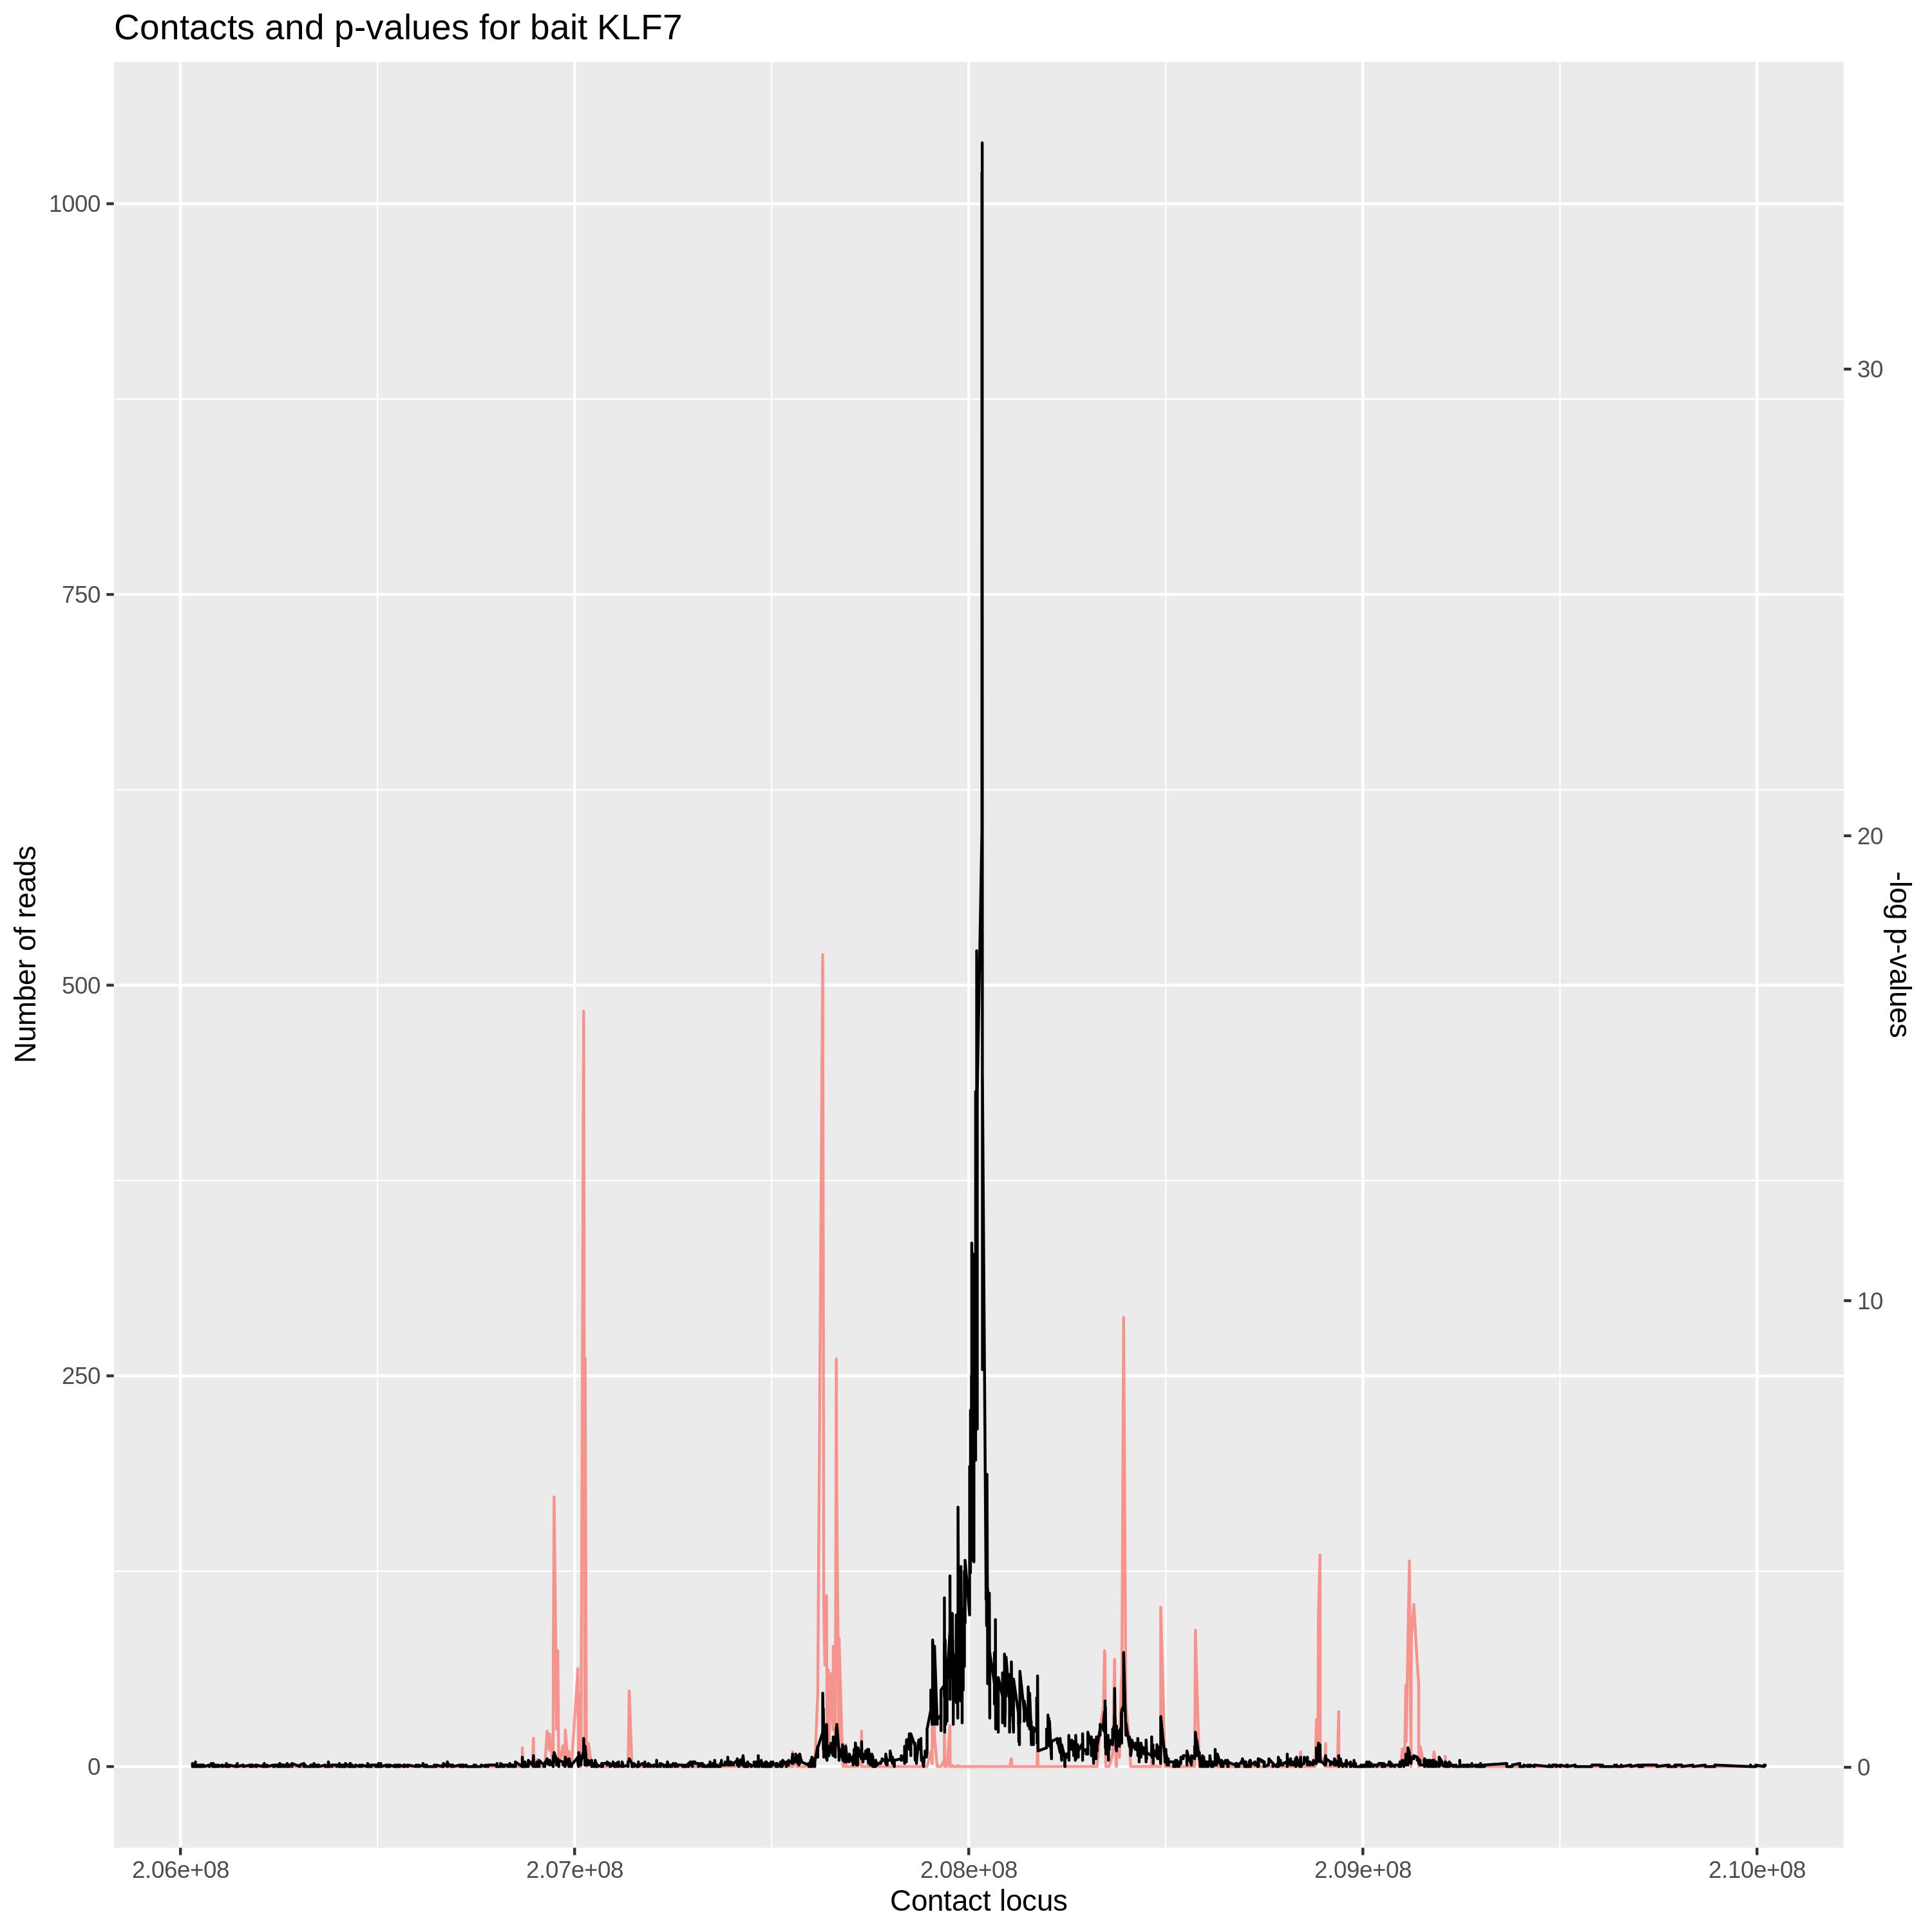 Contacts and p-values for bait KLF7
1000
750
500
250
0
Number of reads
30
20
10
0
-log p-values
2.06e+08
2.07e+08
2.08e+08
2.09e+08
2.10e+08
Contact locus